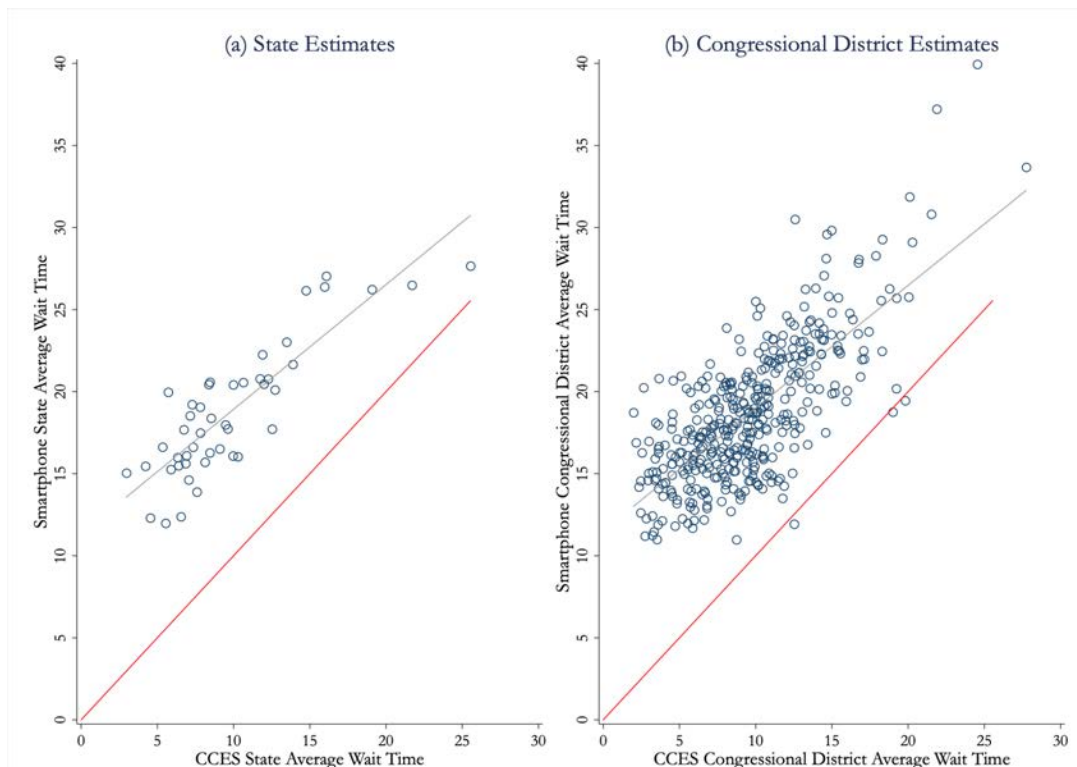 (a) State Estimates
Smartphone State Average Wait Time
40
35
30
25
20
15
10
5
0
0 5 10 15 20 25 30
CCES State Average Wait Time
(b) Congressional District Estimates
Smartphone Congressional District Average Wait Time
40
35
30
25
20
15
10
5
0
0 5 10 15 20 25 30
CCES Congressional District Average Wait Time